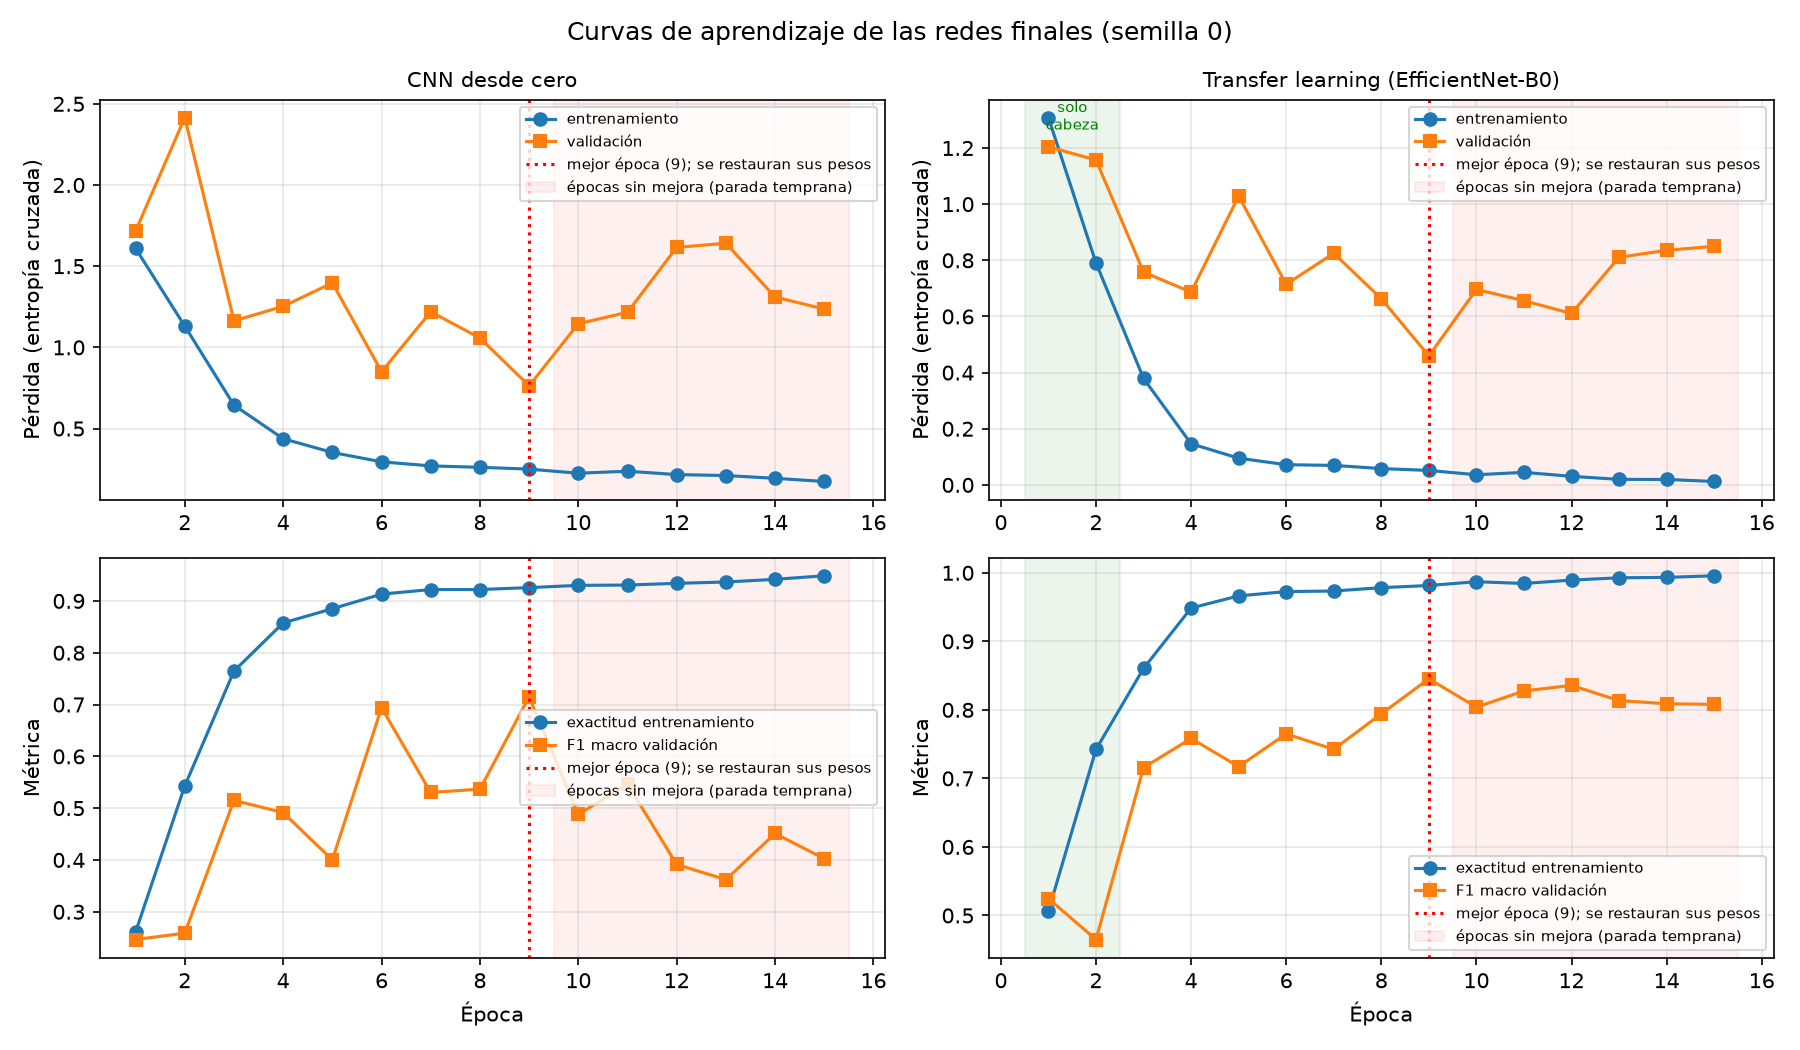 Curvas de aprendizaje de las redes finales (semilla 0)
CNN desde cero
Pérdida (entropía cruzada)
2.5
2.0
1.5
1.0
0.5
entrenamiento
validación
mejor época (9); se restauran sus pesos
épocas sin mejora (parada temprana)
2 4 6 8 10 12 14 16
Transfer learning (EfficientNet-B0)
Pérdida (entropía cruzada)
1.2
1.0
0.8
0.6
0.4
0.2
0.0
solo
cabeza
entrenamiento
validación
mejor época (9); se restauran sus pesos
épocas sin mejora (parada temprana)
0 2 4 6 8 10 12 14 16
Métrica
0.9
0.8
0.7
0.6
0.5
0.4
0.3
exactitud entrenamiento
F1 macro validación
mejor época (9); se restauran sus pesos
épocas sin mejora (parada temprana)
2 4 6 8 10 12 14 16
Época
Métrica
1.0
0.9
0.8
0.7
0.6
0.5
exactitud entrenamiento
F1 macro validación
mejor época (9); se restauran sus pesos
épocas sin mejora (parada temprana)
0 2 4 6 8 10 12 14 16
Época